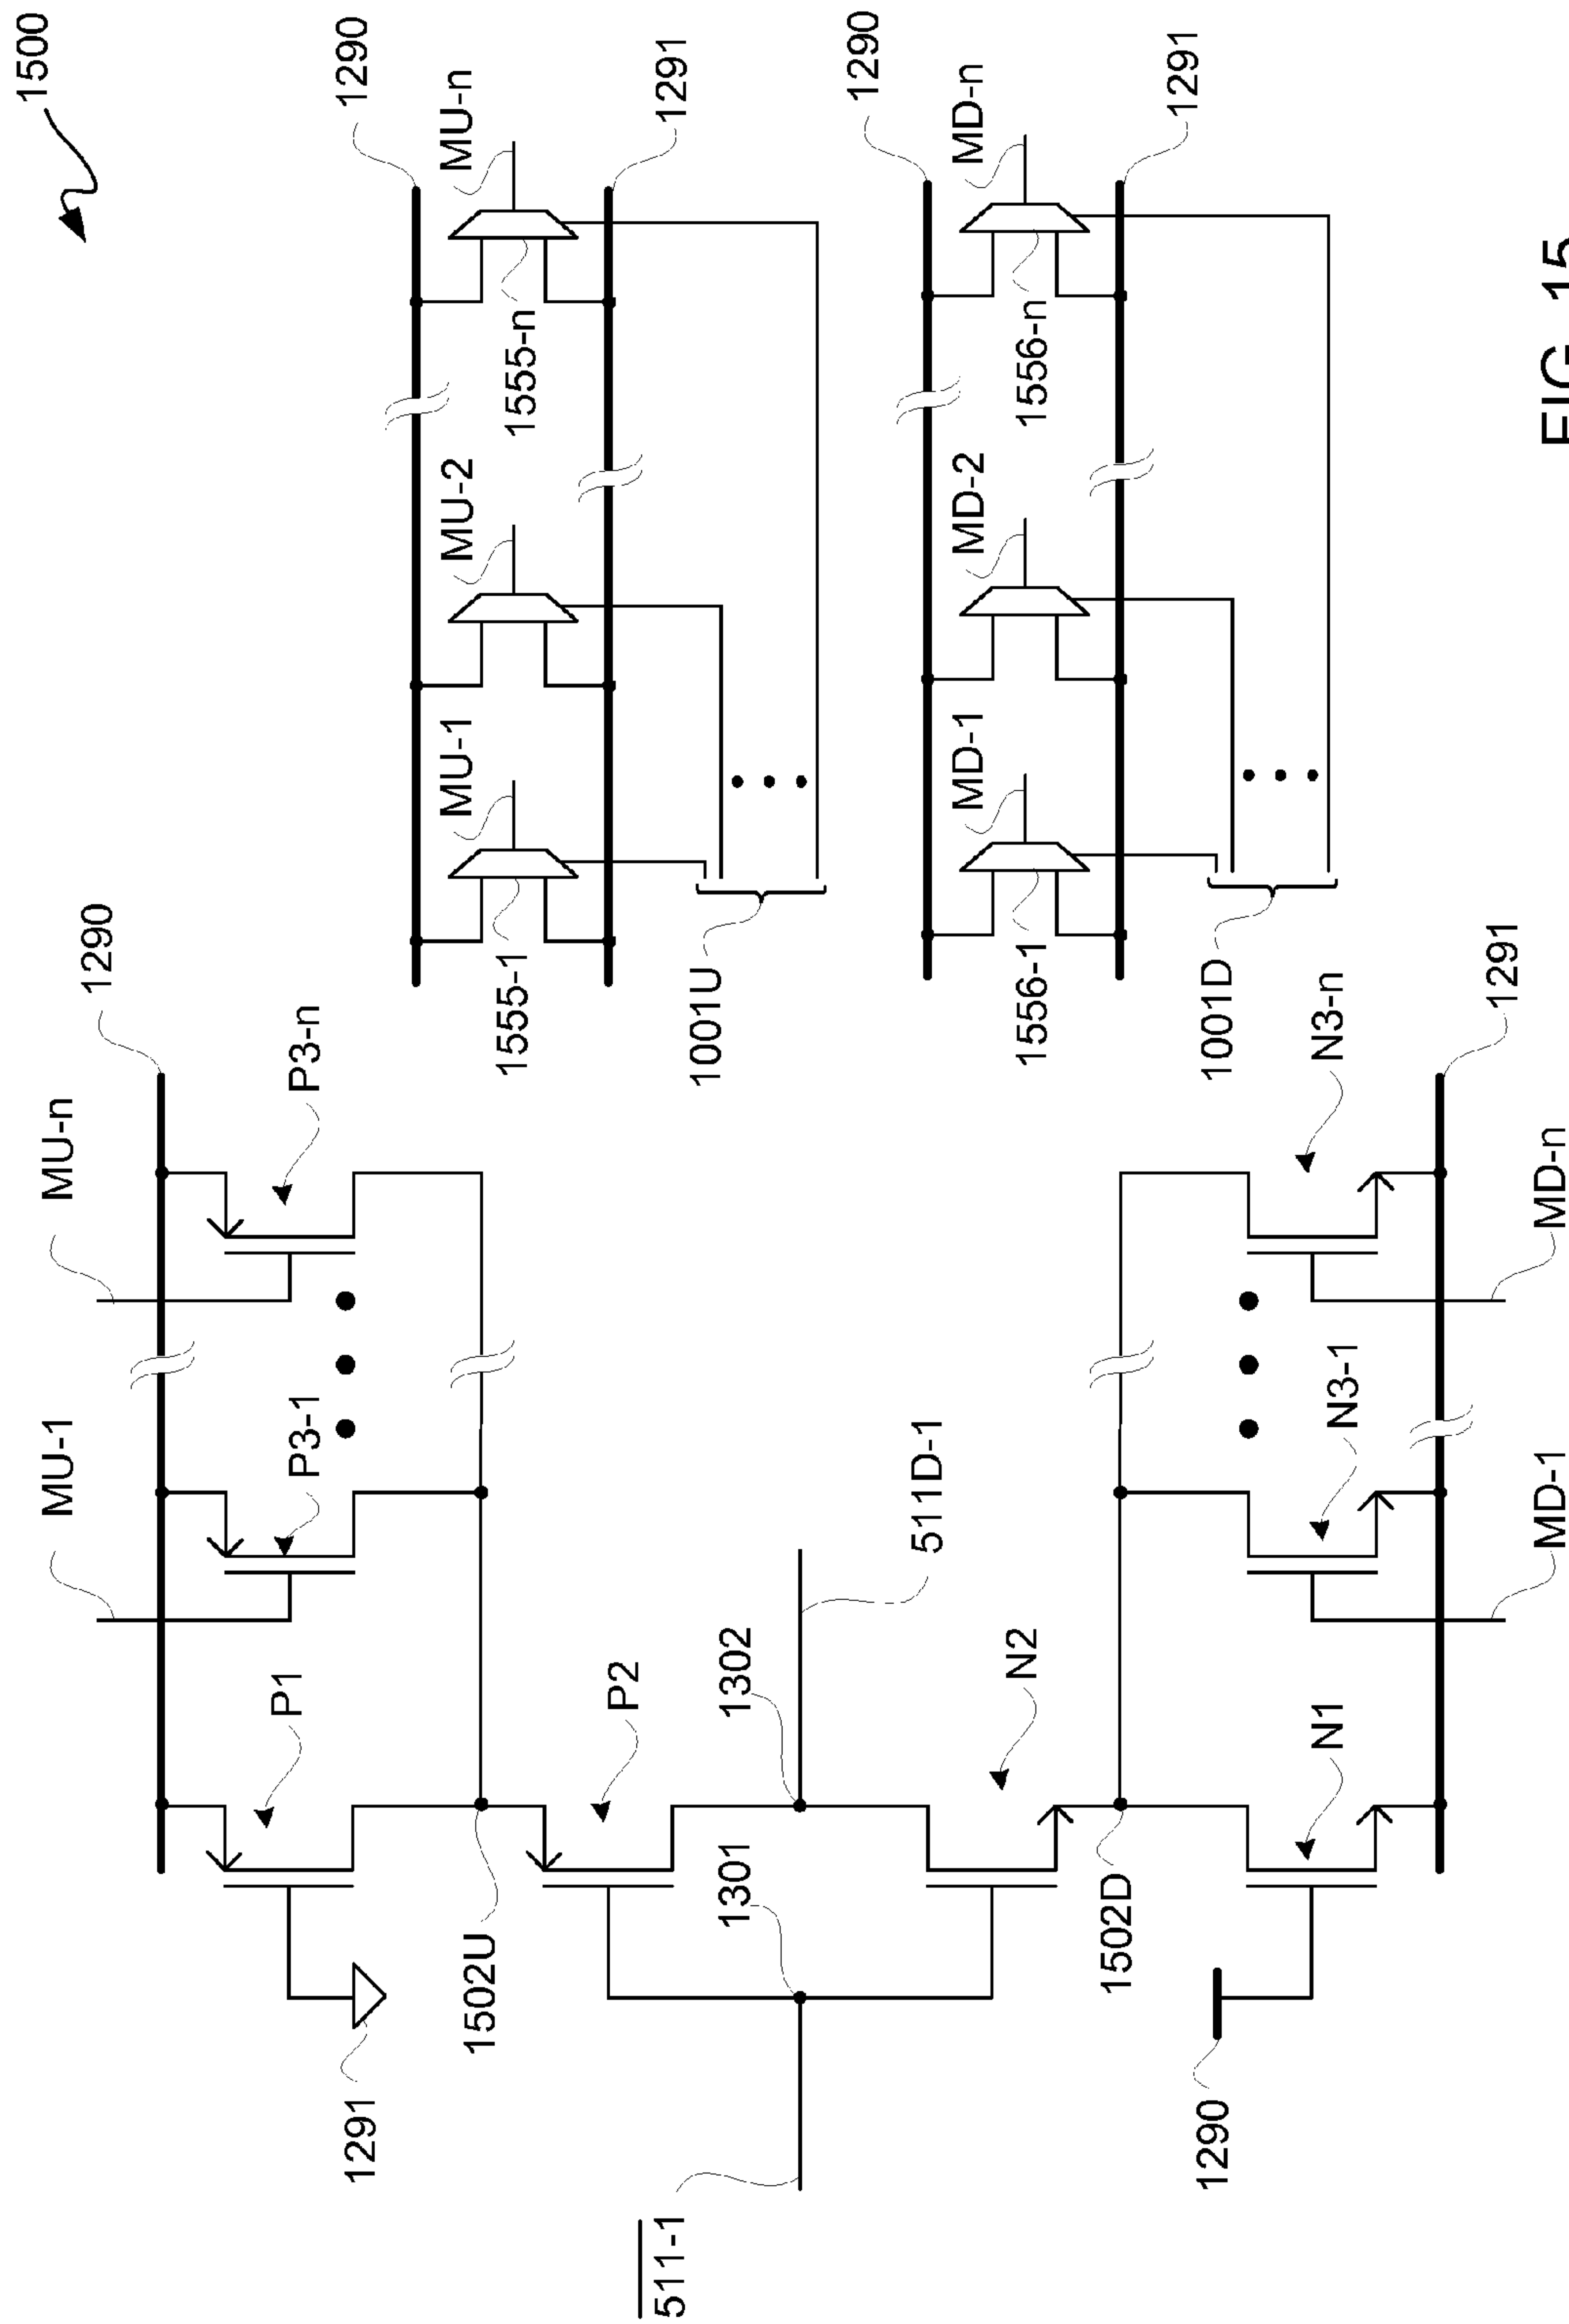 1500
MU-1
MU-n
1290
P1
P3-1
P3-n
1291
1290
MU-1
MU-2
MU-n
1502U
1555-1
1555-n
P2
511-1
1291
1001U
1301
1302
1290
511D-1
MD-1
MD-2
MD-n
N2
1556-1
1556-n
1502D
1291
1290
1001D
N1
N3-1
N3-n
1291
MD-1
MD-n
FIG. 15